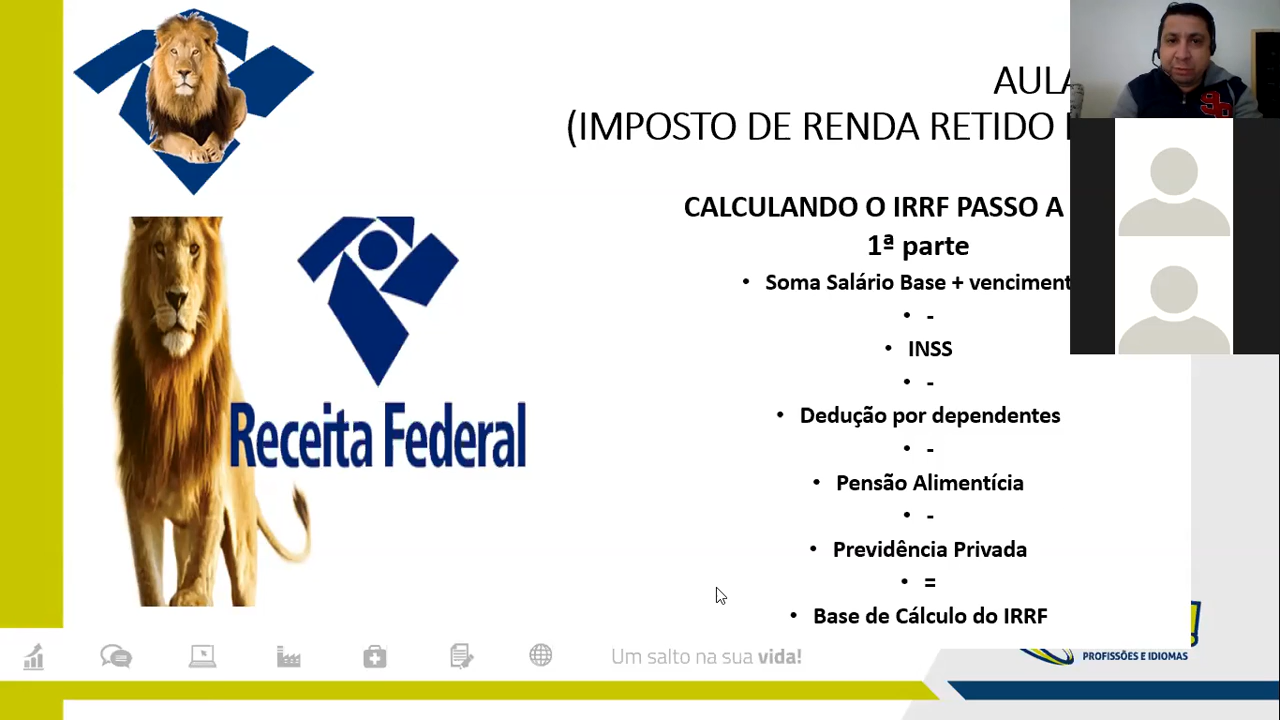 AULA
(IMPOSTO DE RENDA RETIDO
CALCULANDO O IRRF PASSO A
1ª parte
• Soma Salário Base + venciment
• -
• INSS
• -
• Dedução por dependentes
• -
• Pensão Alimentícia
• -
• Previdência Privada
• =
• Base de Cálculo do IRRF
Receita Federal
Um salto na sua vida!
PROFISSÕES E IDIOMAS